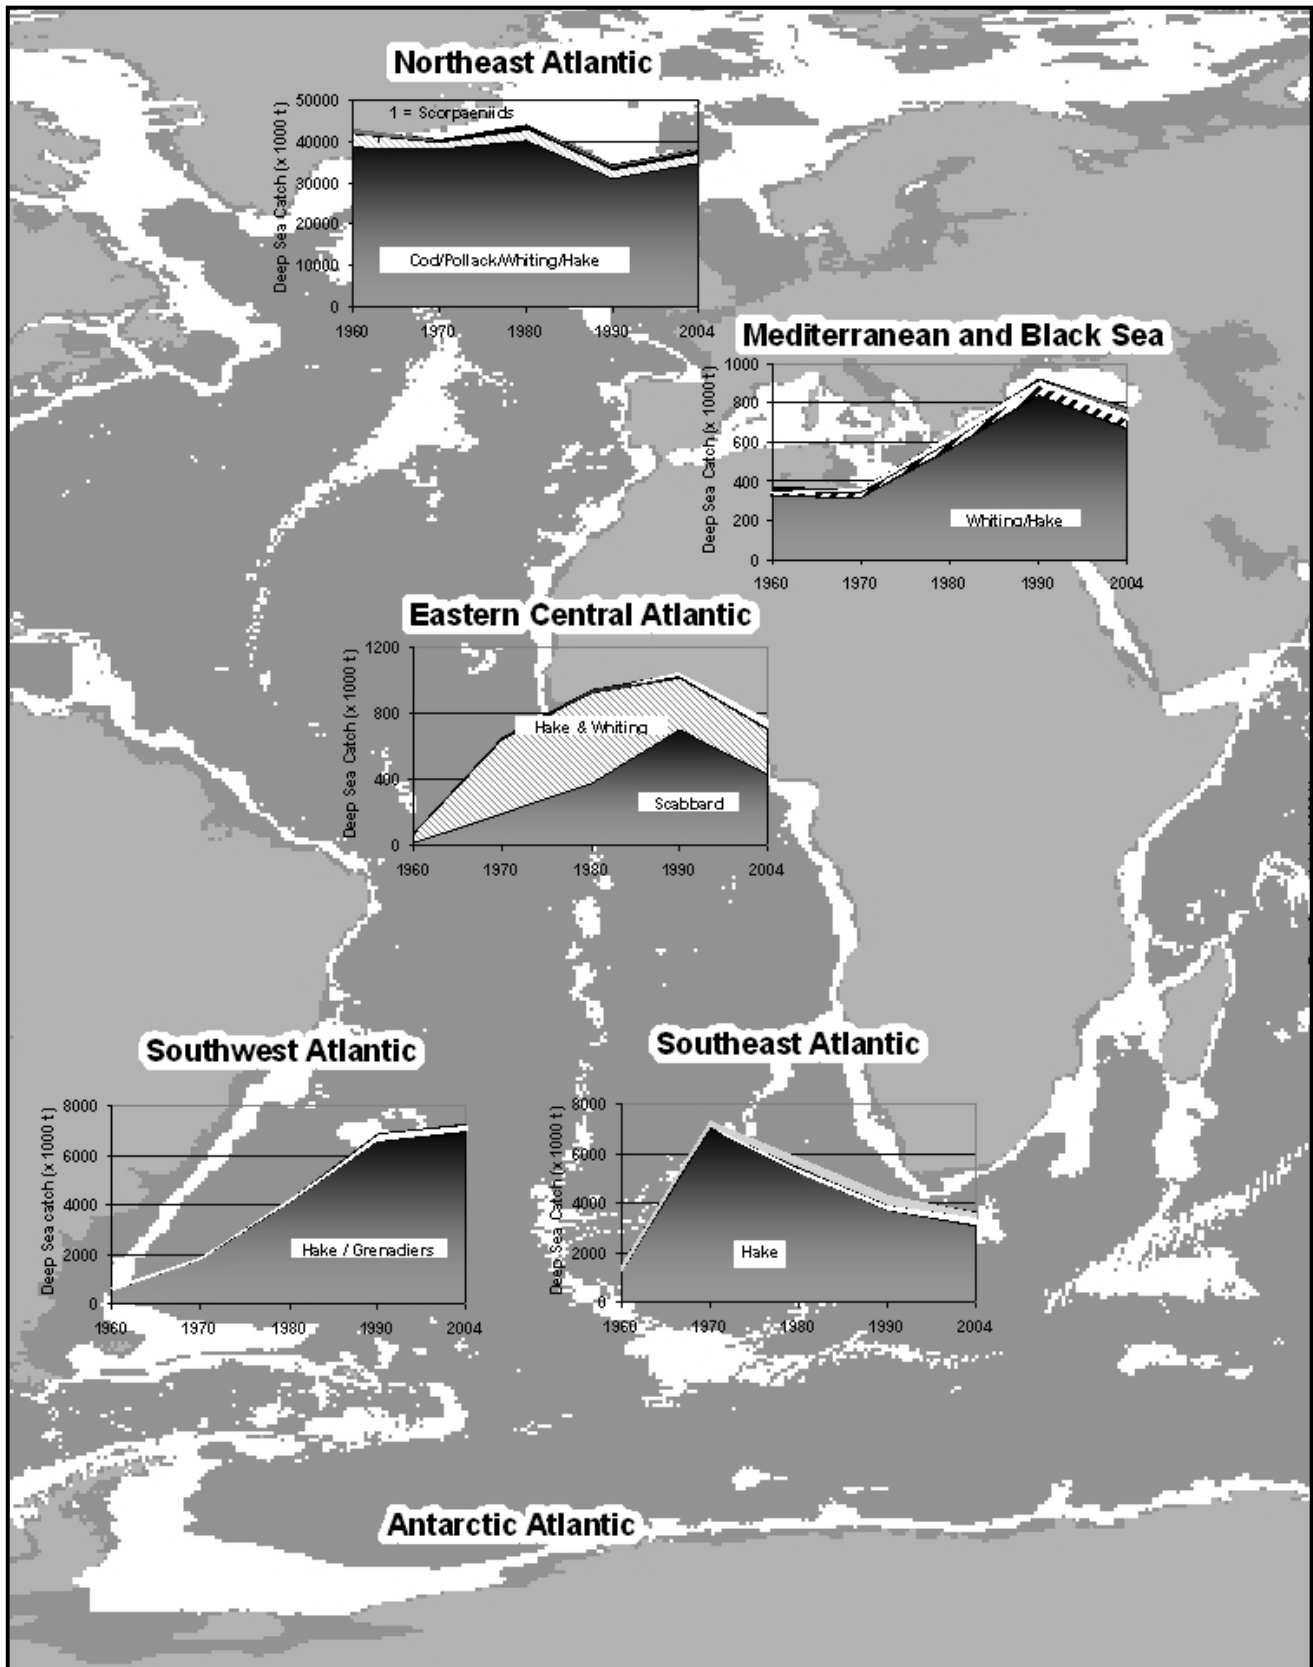 Northeast Atlantic
Deep Sea Catch (x 1000 t)
50000
40000
30000
20000
10000
0
1 = Scorpaeniids
1
Cod/Pollack/Whiting/Hake
1960 1970 1980 1990 2004
Mediterranean and Black Sea
Deep Sea Catch (x 1000 t)
1000
800
600
400
200
0
Whiting/Hake
1960 1970 1980 1990 2004
Eastern Central Atlantic
Deep Sea Catch (x 1000 t)
1200
800
400
0
Hake & Whiting
Scabbard
1960 1970 1980 1990 2004
Southwest Atlantic
Deep Sea catch (x 1000 t)
8000
6000
4000
2000
0
Hake / Grenadiers
1960 1970 1980 1990 2004
Southeast Atlantic
Deep Sea Catch (x 1000 t)
8000
6000
4000
2000
0
Hake
1960 1970 1980 1990 2004
Antarctic Atlantic